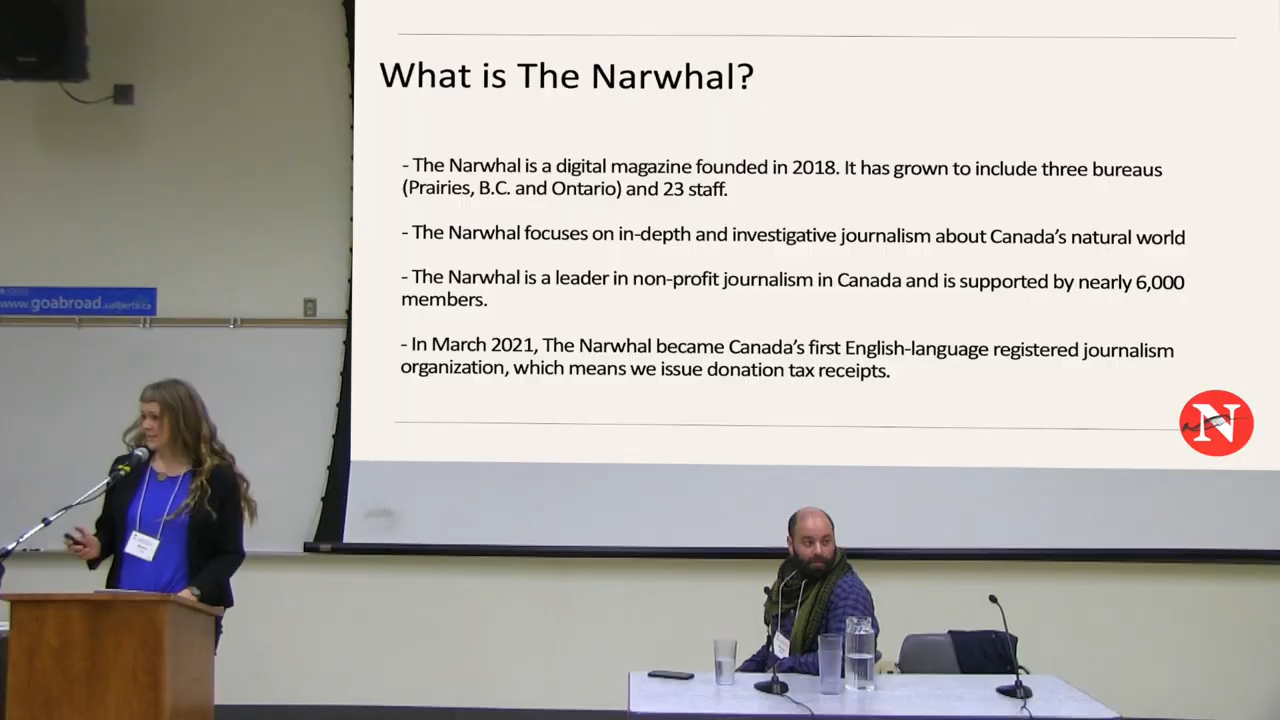 What is The Narwhal?
- The Narwhal is a digital magazine founded in 2018. It has grown to include three bureaus
(Prairies, B.C. and Ontario) and 23 staff.
- The Narwhal focuses on in-depth and investigative journalism about Canada’s natural world
- The Narwhal is a leader in non-profit journalism in Canada and is supported by nearly 6,000
members.
- In March 2021, The Narwhal became Canada’s first English-language registered journalism
organization, which means we issue donation tax receipts.
N
www.goabroad.ualberta.ca